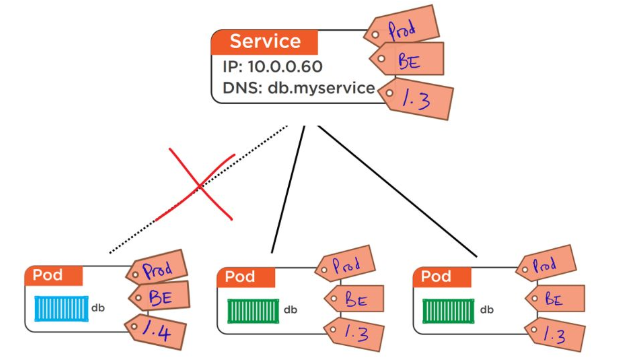 Service
IP: 10.0.0.60
DNS: db.myservice
Prod
BE
1.3
Pod
db
Prod
BE
1.4
Pod
db
Prod
BE
1.3
Pod
db
Prod
BE
1.3